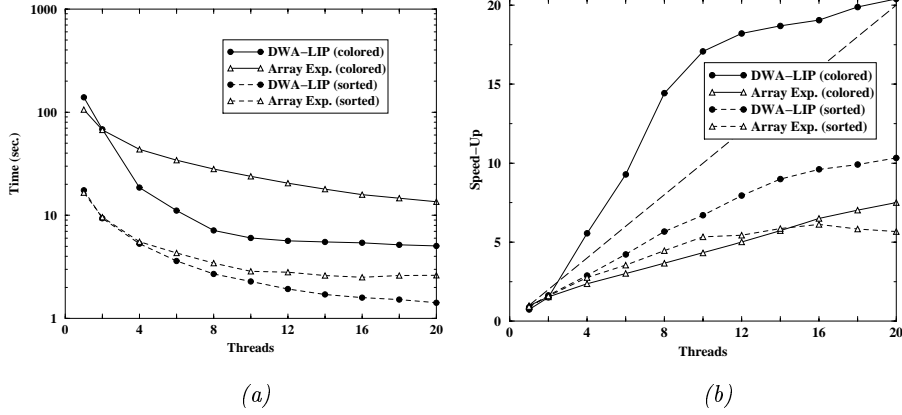 1000
100
10
1
Time (sec.)
0
4
8
12
16
20
Threads
DWA−LIP (colored)
Array Exp. (colored)
DWA−LIP (sorted)
Array Exp. (sorted)
(a)
20
15
10
5
0
Speed−Up
0
4
8
12
16
20
Threads
DWA−LIP (colored)
Array Exp. (colored)
DWA−LIP (sorted)
Array Exp. (sorted)
(b)